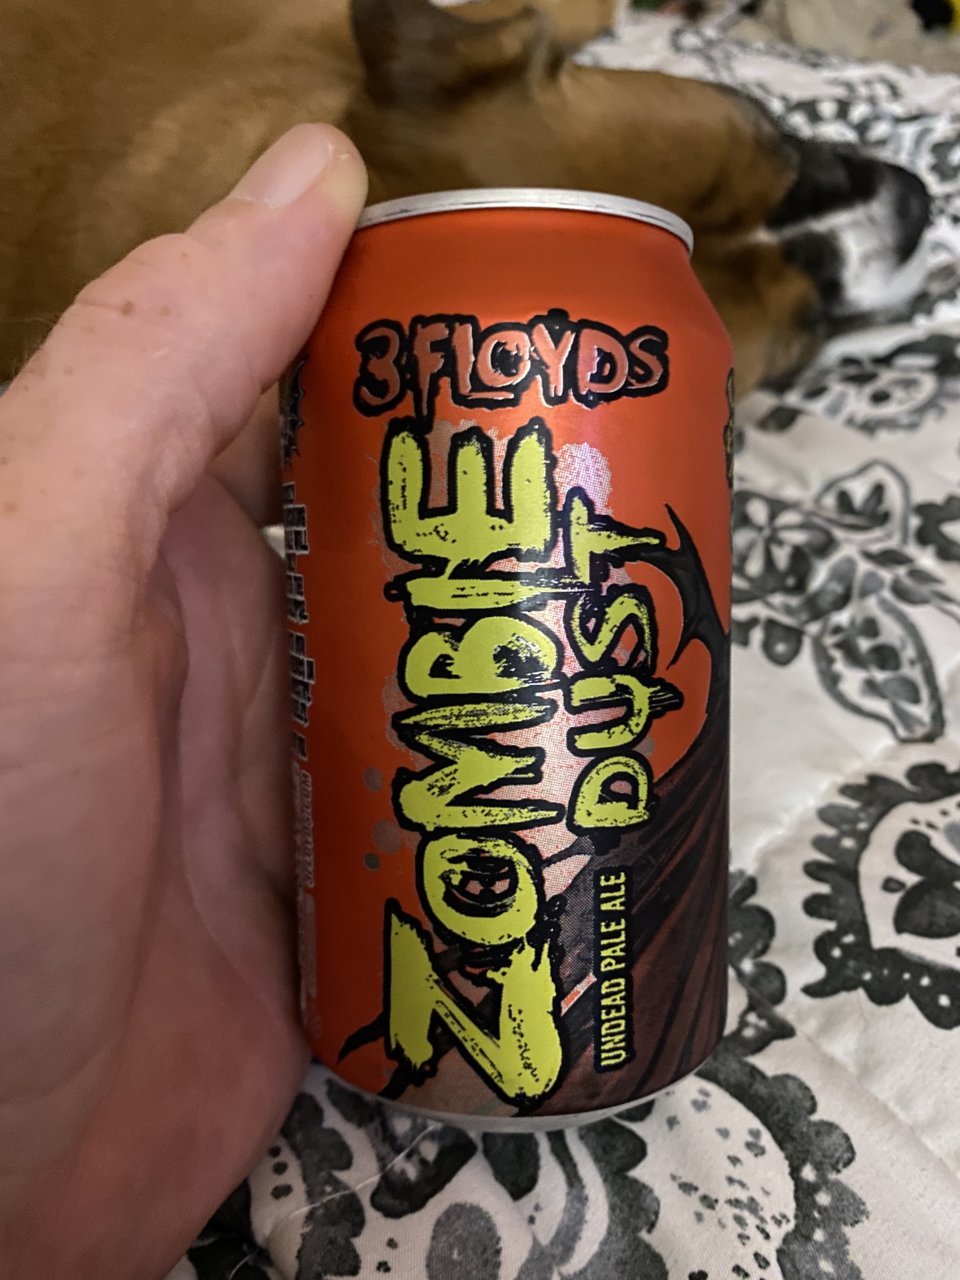 3 FLOYDS
ZOMBIE
DUST
UNDEAD PALE ALE